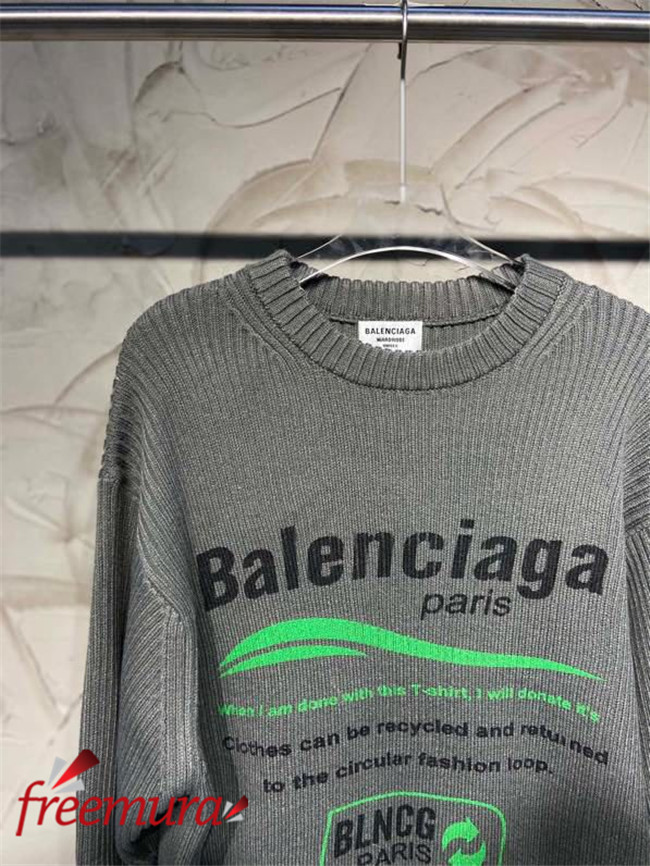 BALENCIAGA
Balenciaga
paris
When I am done with this T-shirt, I will donate it's
Clothes can be recycled and returned
to the circular fashion loop.
BLNCG
PARIS
freemura